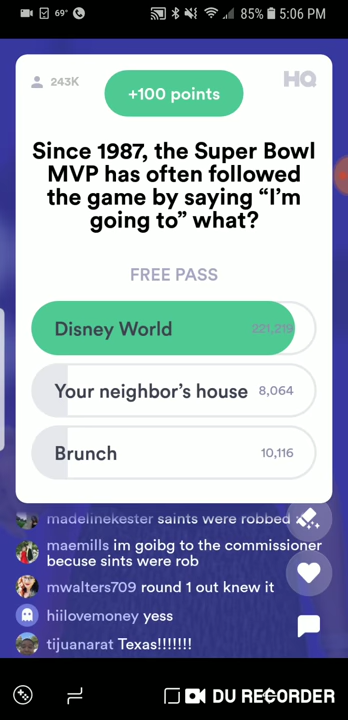 69° 85% 5:06 PM
243K +100 points HQ
Since 1987, the Super Bowl
MVP has often followed
the game by saying “I’m
going to” what?
FREE PASS
Disney World 221,219
Your neighbor’s house 8,064
Brunch 10,116
madelinekester saints were robbed
maemills im goibg to the commissioner
becuse sints were rob
mwalters709 round 1 out knew it
hiilovemoney yess
tijuanarat Texas!!!!!!!
DU RECORDER